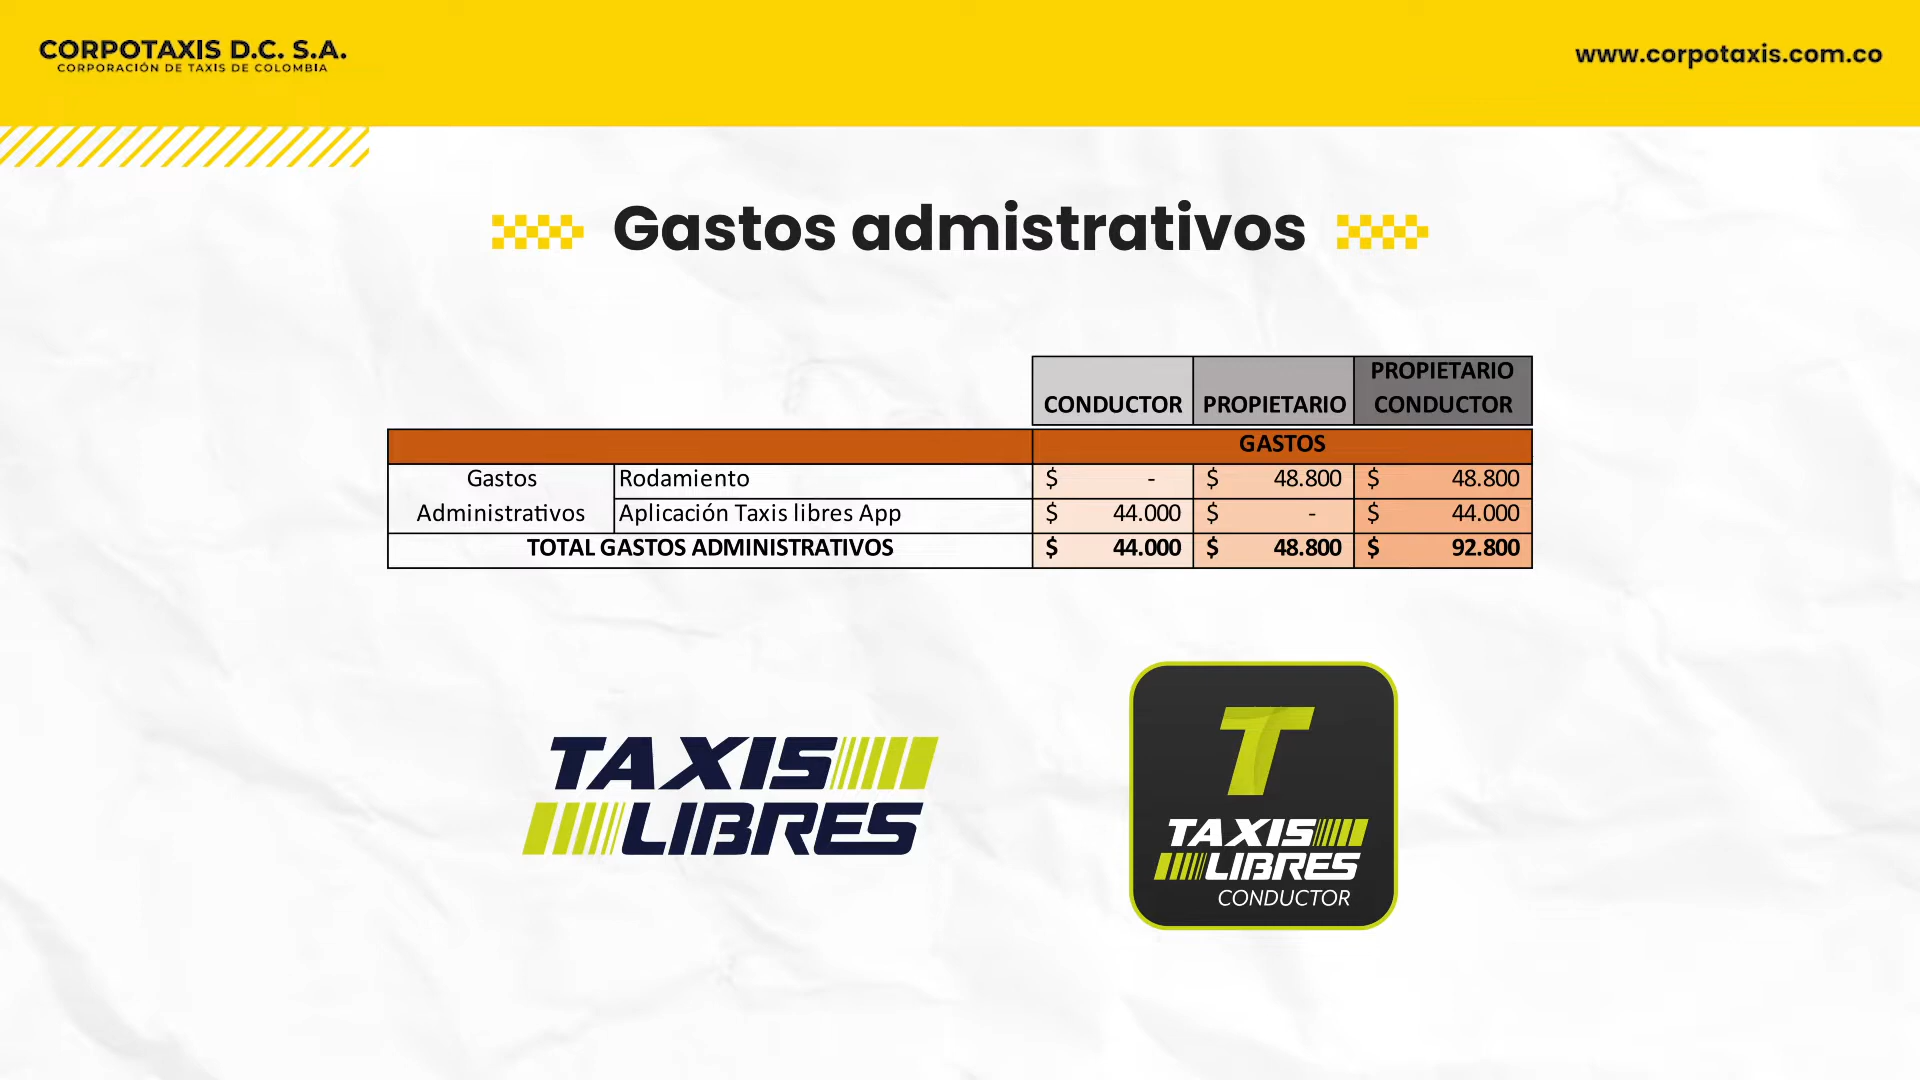 CORPOTAXIS D.C. S.A.
CORPORACIÓN DE TAXIS DE COLOMBIA
www.corpotaxis.com.co
Gastos admistrativos
CONDUCTOR PROPIETARIO PROPIETARIO CONDUCTOR
GASTOS
Gastos Administrativos
Rodamiento $ - $ 48.800 $ 48.800
Aplicación Taxis libres App $ 44.000 $ - $ 44.000
TOTAL GASTOS ADMINISTRATIVOS $ 44.000 $ 48.800 $ 92.800
TAXIS
LIBRES
T
TAXIS
LIBRES
CONDUCTOR